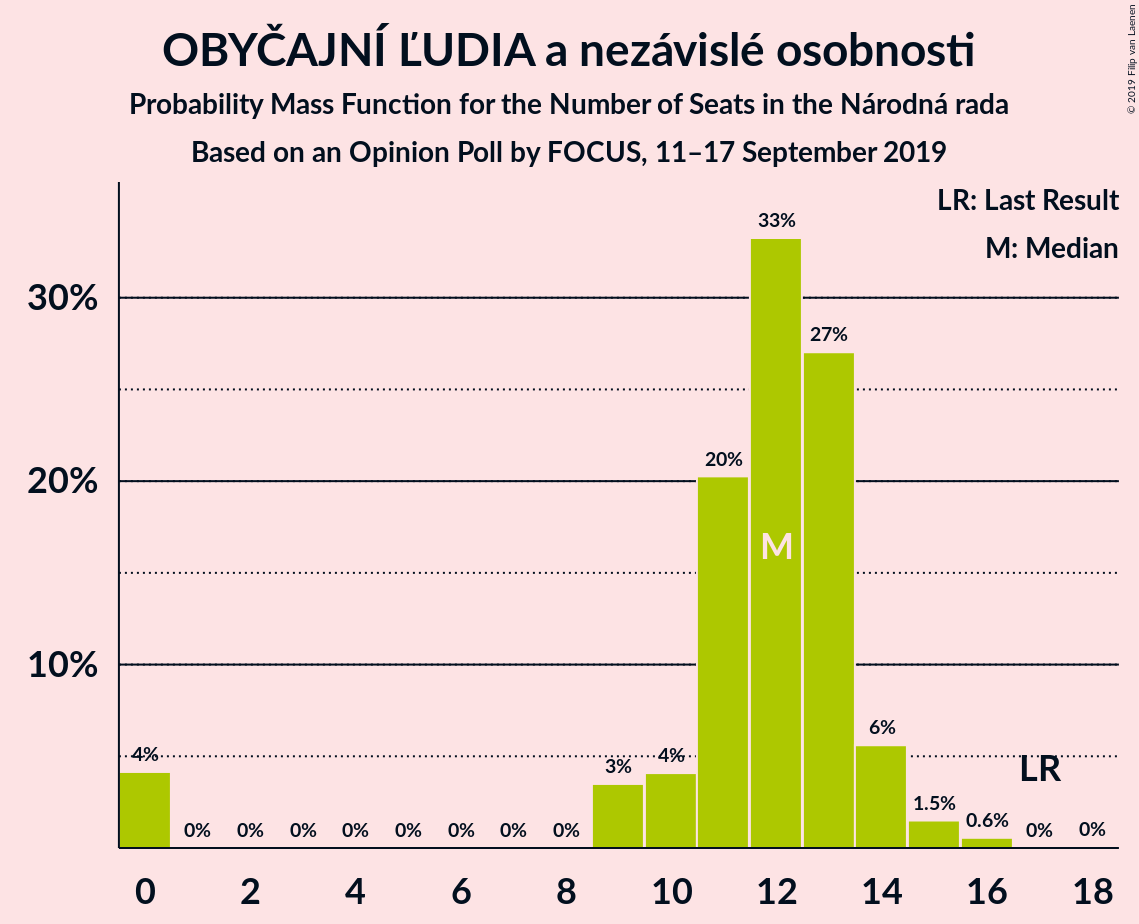 OBYČAJNÍ ĽUDIA a nezávislé osobnosti
Probability Mass Function for the Number of Seats in the Národná rada
Based on an Opinion Poll by FOCUS, 11–17 September 2019
© 2019 Filip van Laenen
LR: Last Result
M: Median
30%
20%
10%
4%
0%
0%
0%
0%
0%
0%
0%
0%
3%
4%
20%
33%
27%
6%
1.5%
0.6%
0%
0%
M
LR
0 2 4 6 8 10 12 14 16 18